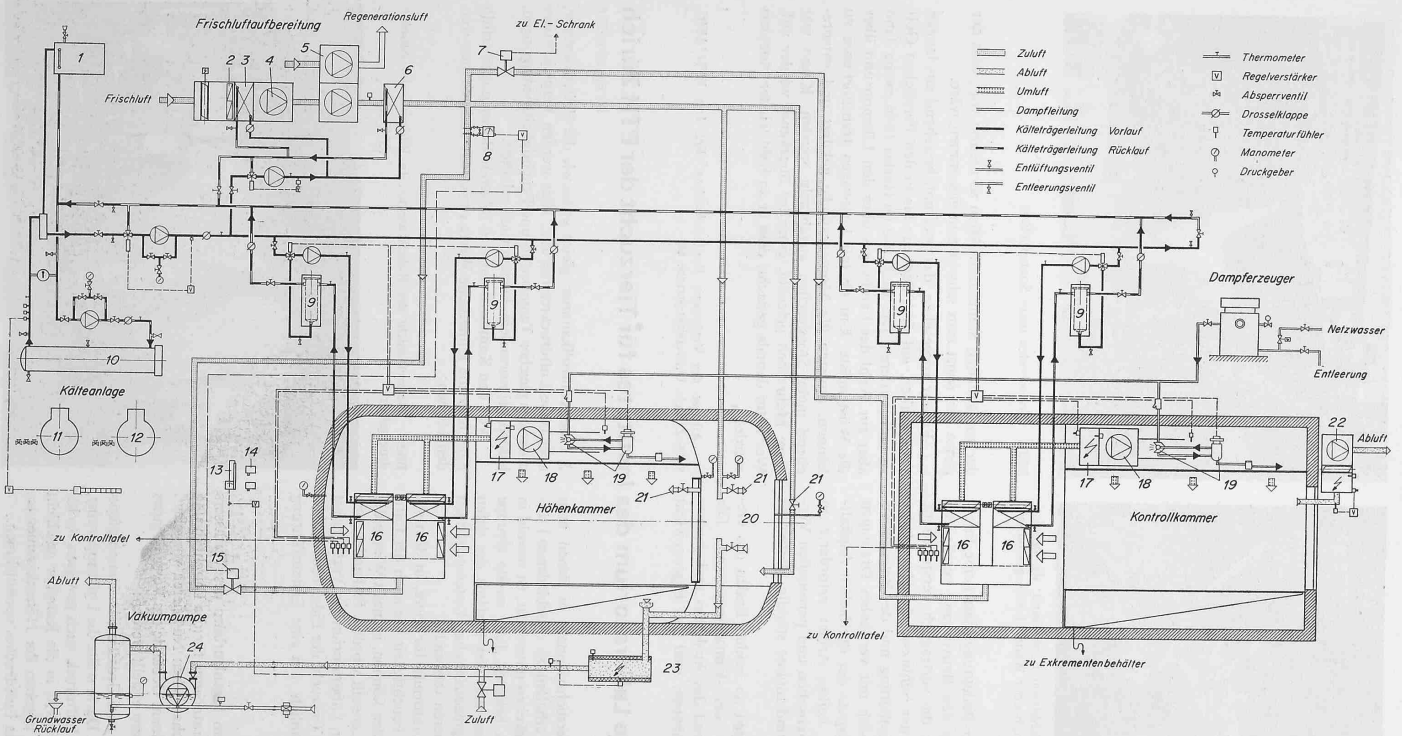 Frischluftaufbereitung
Regenerationsluft
zu El.-Schrank
Frischluft
1
2
3
4
5
6
7
8
V
Zuluft
Abluft
Umluft
Dampfleitung
Kälteträgerleitung Vorlauf
Kälteträgerleitung Rücklauf
Entlüftungsventil
Entleerungsventil
Thermometer
V Regelverstärker
Absperrventil
Drosselklappe
Temperaturfühler
Manometer
Druckgeber
V
T
9
9
9
9
Dampferzeuger
Netzwasser
Entleerung
10
Kälteanlage
11
12
V
13
14
15
V
V
16
16
17
18
19
20
21
21
21
Höhenkammer
zu Kontrolltafel
16
16
17
18
19
22
Abluft
V
Kontrollkammer
zu Kontrolltafel
zu Exkrementenbehälter
Abluft
Vakuumpumpe
24
23
Zuluft
Grundwasser
Rücklauf